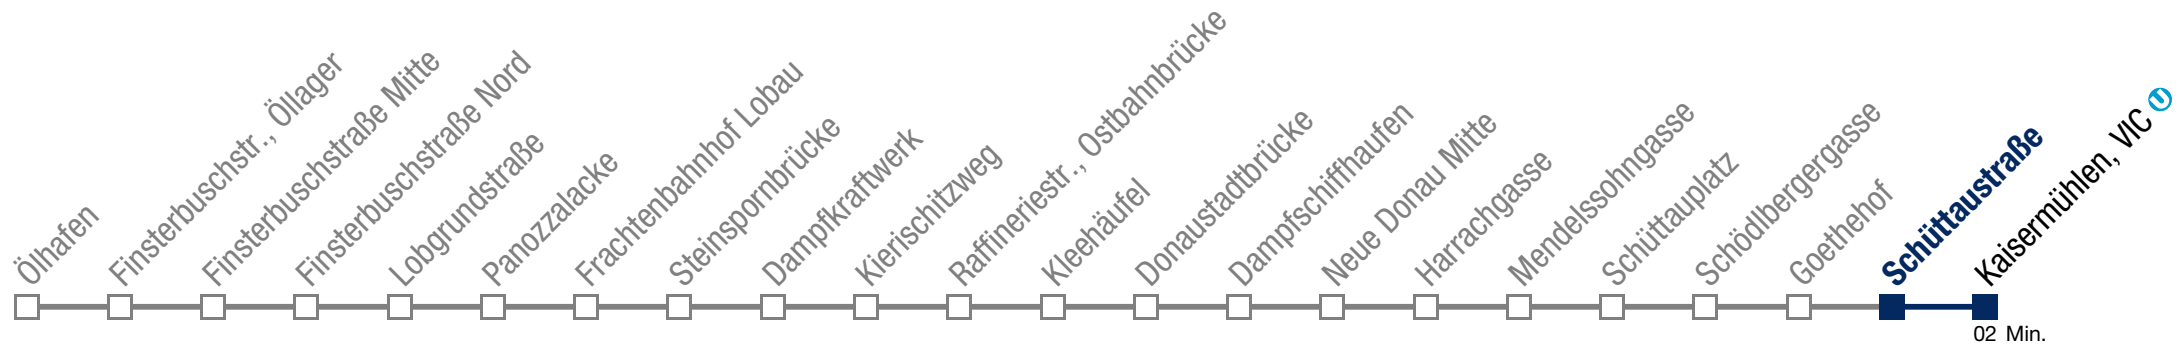 Ölhafen
Finsterbuschstr., Öllager
Finsterbuschstraße Mitte
Finsterbuschstraße Nord
Lobgrundstraße
Panozzalacke
Frachtenbahnhof Lobau
Steinspornbrücke
Dampfkraftwerk
Kierischitzweg
Raffineriestr., Ostbahnbrücke
Kleehäufel
Donaustadtbrücke
Dampfschiffhaufen
Neue Donau Mitte
Harrachgasse
Mendelssohngasse
Schüttauplatz
Schödlbergergasse
Goethehof
Schüttaustraße
Kaisermühlen, VIC U
02 Min.